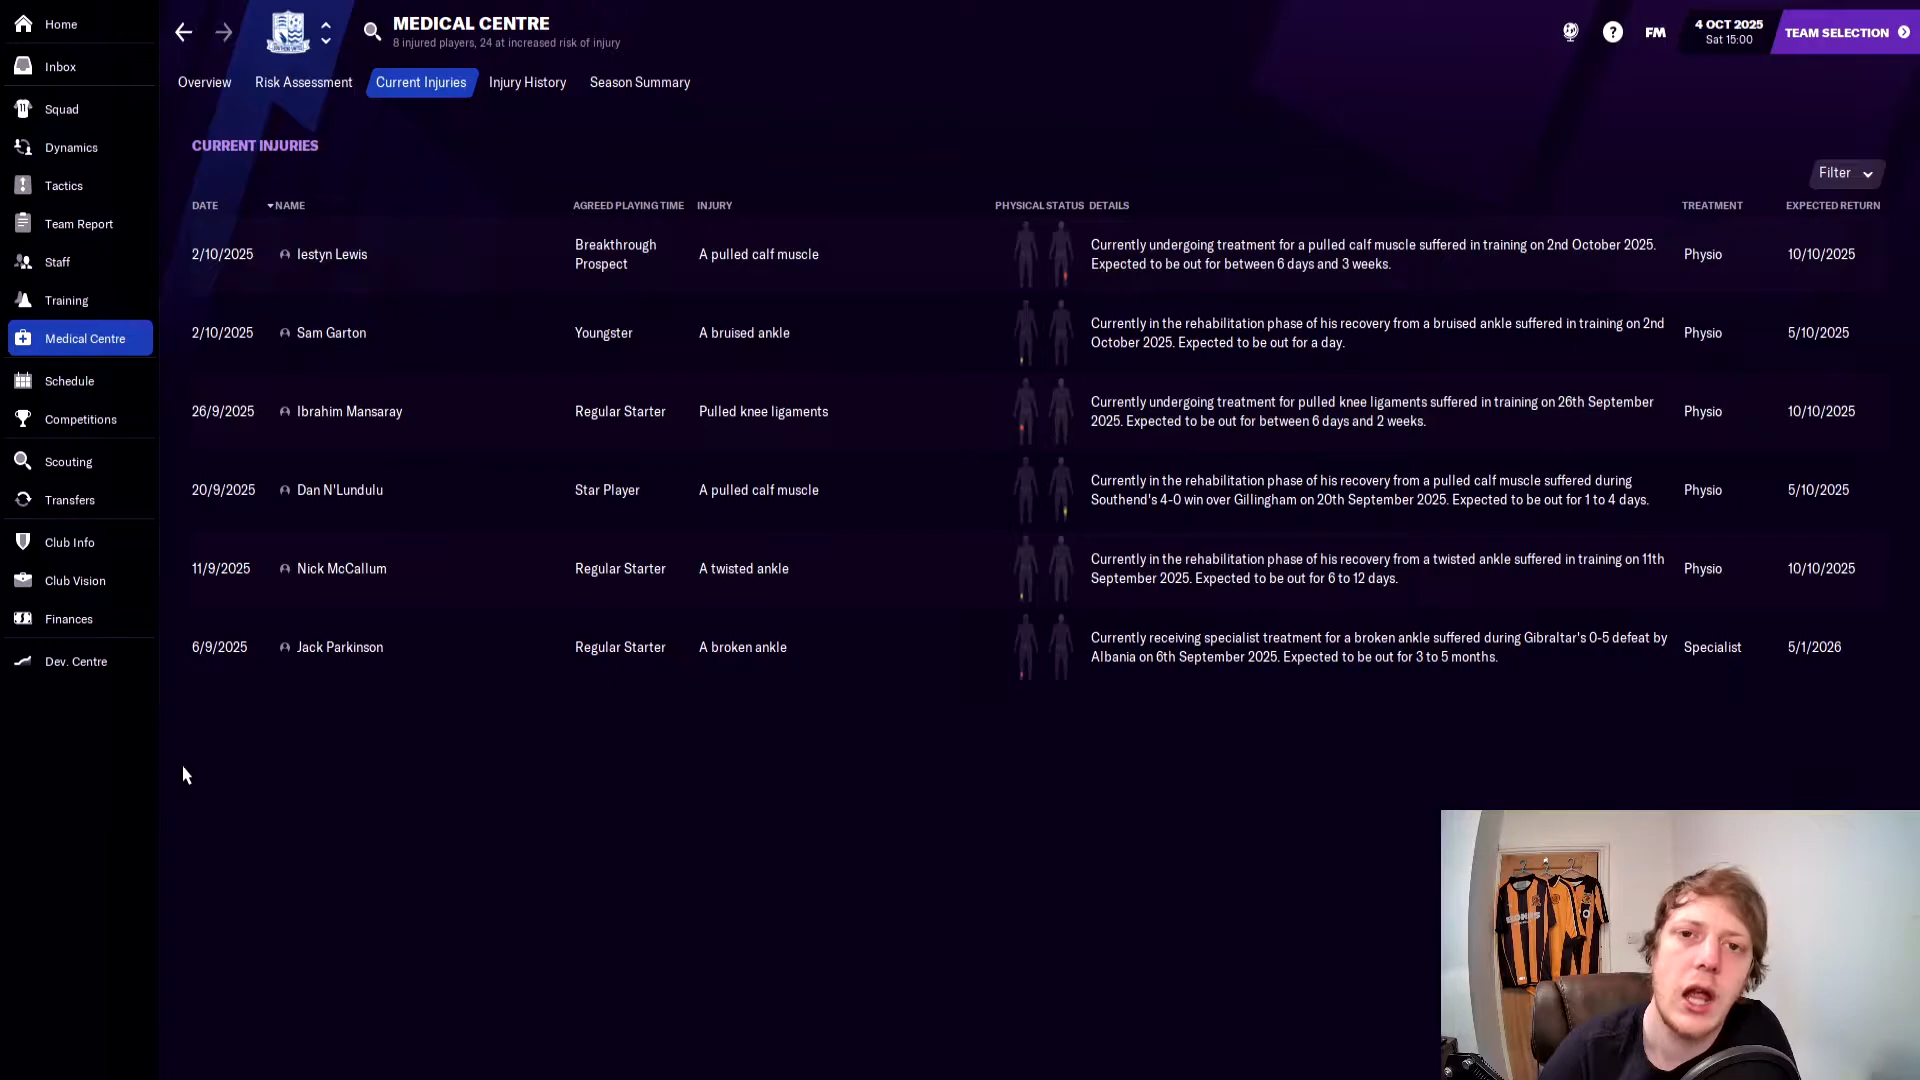 Home
Inbox
Squad
Dynamics
Tactics
Team Report
Staff
Training
Medical Centre
Schedule
Competitions
Scouting
Transfers
Club Info
Club Vision
Finances
Dev. Centre
MEDICAL CENTRE
8 injured players, 24 at increased risk of injury
FM
4 OCT 2025
Sat 15:00
TEAM SELECTION
Overview Risk Assessment Current Injuries Injury History Season Summary
CURRENT INJURIES
Filter
DATE NAME AGREED PLAYING TIME INJURY PHYSICAL STATUS DETAILS TREATMENT EXPECTED RETURN
2/10/2025 Iestyn Lewis Breakthrough Prospect A pulled calf muscle Currently undergoing treatment for a pulled calf muscle suffered in training on 2nd October 2025.
Expected to be out for between 6 days and 3 weeks. Physio 10/10/2025
2/10/2025 Sam Garton Youngster A bruised ankle Currently in the rehabilitation phase of his recovery from a bruised ankle suffered in training on 2nd
October 2025. Expected to be out for a day. Physio 5/10/2025
26/9/2025 Ibrahim Mansaray Regular Starter Pulled knee ligaments Currently undergoing treatment for pulled knee ligaments suffered in training on 26th September
2025. Expected to be out for between 6 days and 2 weeks. Physio 10/10/2025
20/9/2025 Dan N'Lundulu Star Player A pulled calf muscle Currently in the rehabilitation phase of his recovery from a pulled calf muscle suffered during
Southend's 4-0 win over Gillingham on 20th September 2025. Expected to be out for 1 to 4 days. Physio 5/10/2025
11/9/2025 Nick McCallum Regular Starter A twisted ankle Currently in the rehabilitation phase of his recovery from a twisted ankle suffered in training on 11th
September 2025. Expected to be out for 6 to 12 days. Physio 10/10/2025
6/9/2025 Jack Parkinson Regular Starter A broken ankle Currently receiving specialist treatment for a broken ankle suffered during Gibraltar's 0-5 defeat by
Albania on 6th September 2025. Expected to be out for 3 to 5 months. Specialist 5/1/2026